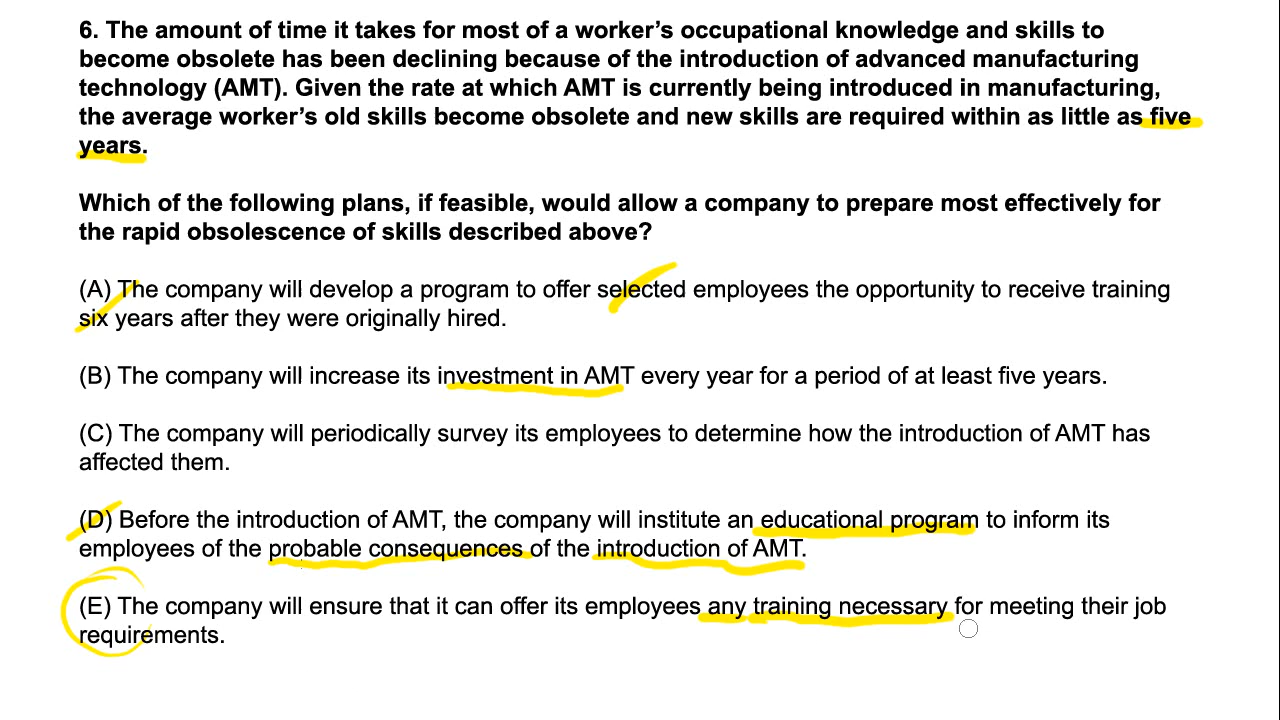 6. The amount of time it takes for most of a worker’s occupational knowledge and skills to
become obsolete has been declining because of the introduction of advanced manufacturing
technology (AMT). Given the rate at which AMT is currently being introduced in manufacturing,
the average worker’s old skills become obsolete and new skills are required within as little as five
years.
Which of the following plans, if feasible, would allow a company to prepare most effectively for
the rapid obsolescence of skills described above?
(A) The company will develop a program to offer selected employees the opportunity to receive training
six years after they were originally hired.
(B) The company will increase its investment in AMT every year for a period of at least five years.
(C) The company will periodically survey its employees to determine how the introduction of AMT has
affected them.
(D) Before the introduction of AMT, the company will institute an educational program to inform its
employees of the probable consequences of the introduction of AMT.
(E) The company will ensure that it can offer its employees any training necessary for meeting their job
requirements.